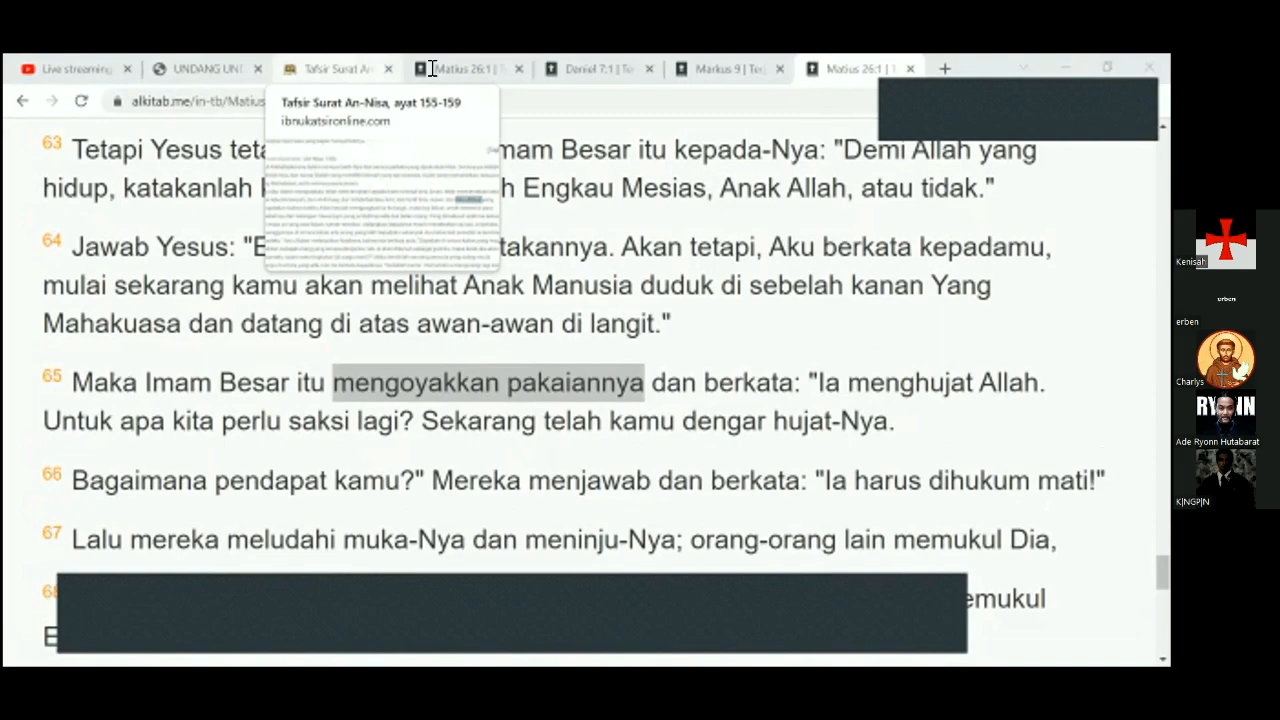 Live streaming
UNDANG UN
Tafsir Surat An
Matius 26:1 |
Daniel 7:1 | Te
Markus 9 | Ter
Matius 26:1 |
alkitab.me/in-tb/Matius
Tafsir Surat An-Nisa, ayat 155-159
ibnukatsironline.com
63 Tetapi Yesus teta mam Besar itu kepada-Nya: "Demi Allah yang
hidup, katakanlah h Engkau Mesias, Anak Allah, atau tidak."
64 Jawab Yesus: "E takannya. Akan tetapi, Aku berkata kepadamu,
mulai sekarang kamu akan melihat Anak Manusia duduk di sebelah kanan Yang
Mahakuasa dan datang di atas awan-awan di langit."
65 Maka Imam Besar itu mengoyakkan pakaiannya dan berkata: "Ia menghujat Allah.
Untuk apa kita perlu saksi lagi? Sekarang telah kamu dengar hujat-Nya.
66 Bagaimana pendapat kamu?" Mereka menjawab dan berkata: "Ia harus dihukum mati!"
67 Lalu mereka meludahi muka-Nya dan meninju-Nya; orang-orang lain memukul Dia,
68 emukul
Kenisah
erben
erben
Charlys
RYONN
Ade Ryonn Hutabarat
K|NGP|N